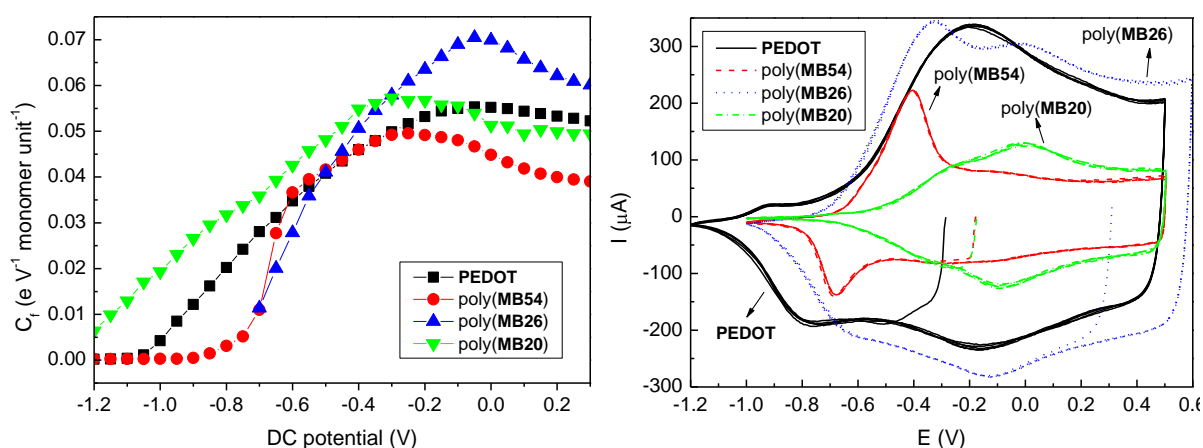 0.07
0.06
0.05
0.04
0.03
0.02
0.01
0.00
C_f (e V⁻¹ monomer unit⁻¹)
-1.2 -1.0 -0.8 -0.6 -0.4 -0.2 0.0 0.2
DC potential (V)
PEDOT
poly(MB54)
poly(MB26)
poly(MB20)
300
200
100
0
-100
-200
-300
I (μA)
-1.2 -1.0 -0.8 -0.6 -0.4 -0.2 0.0 0.2 0.4 0.6
E (V)
PEDOT
poly(MB54)
poly(MB26)
poly(MB20)
poly(MB26)
poly(MB54)
poly(MB20)
PEDOT